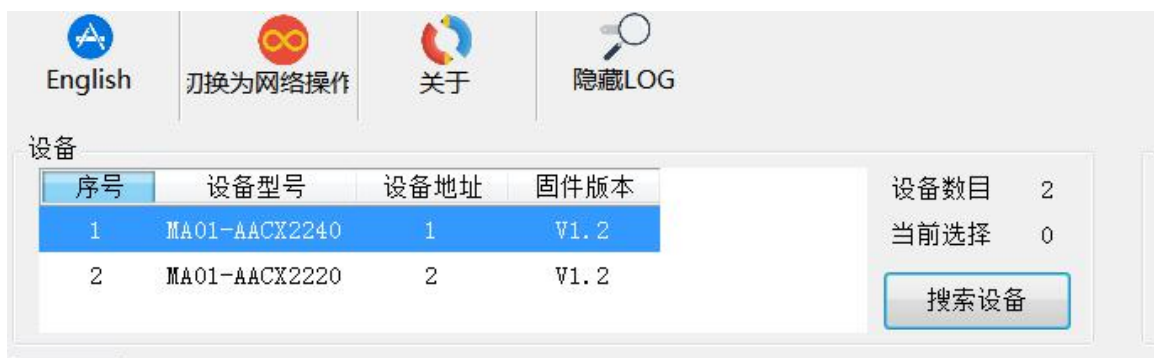 English 刃换为网络操作 关于 隐藏LOG
设备
序号 设备型号 设备地址 固件版本
1 MA01-AACX2240 1 V1.2
2 MA01-AACX2220 2 V1.2
设备数目 2
当前选择 0
搜索设备